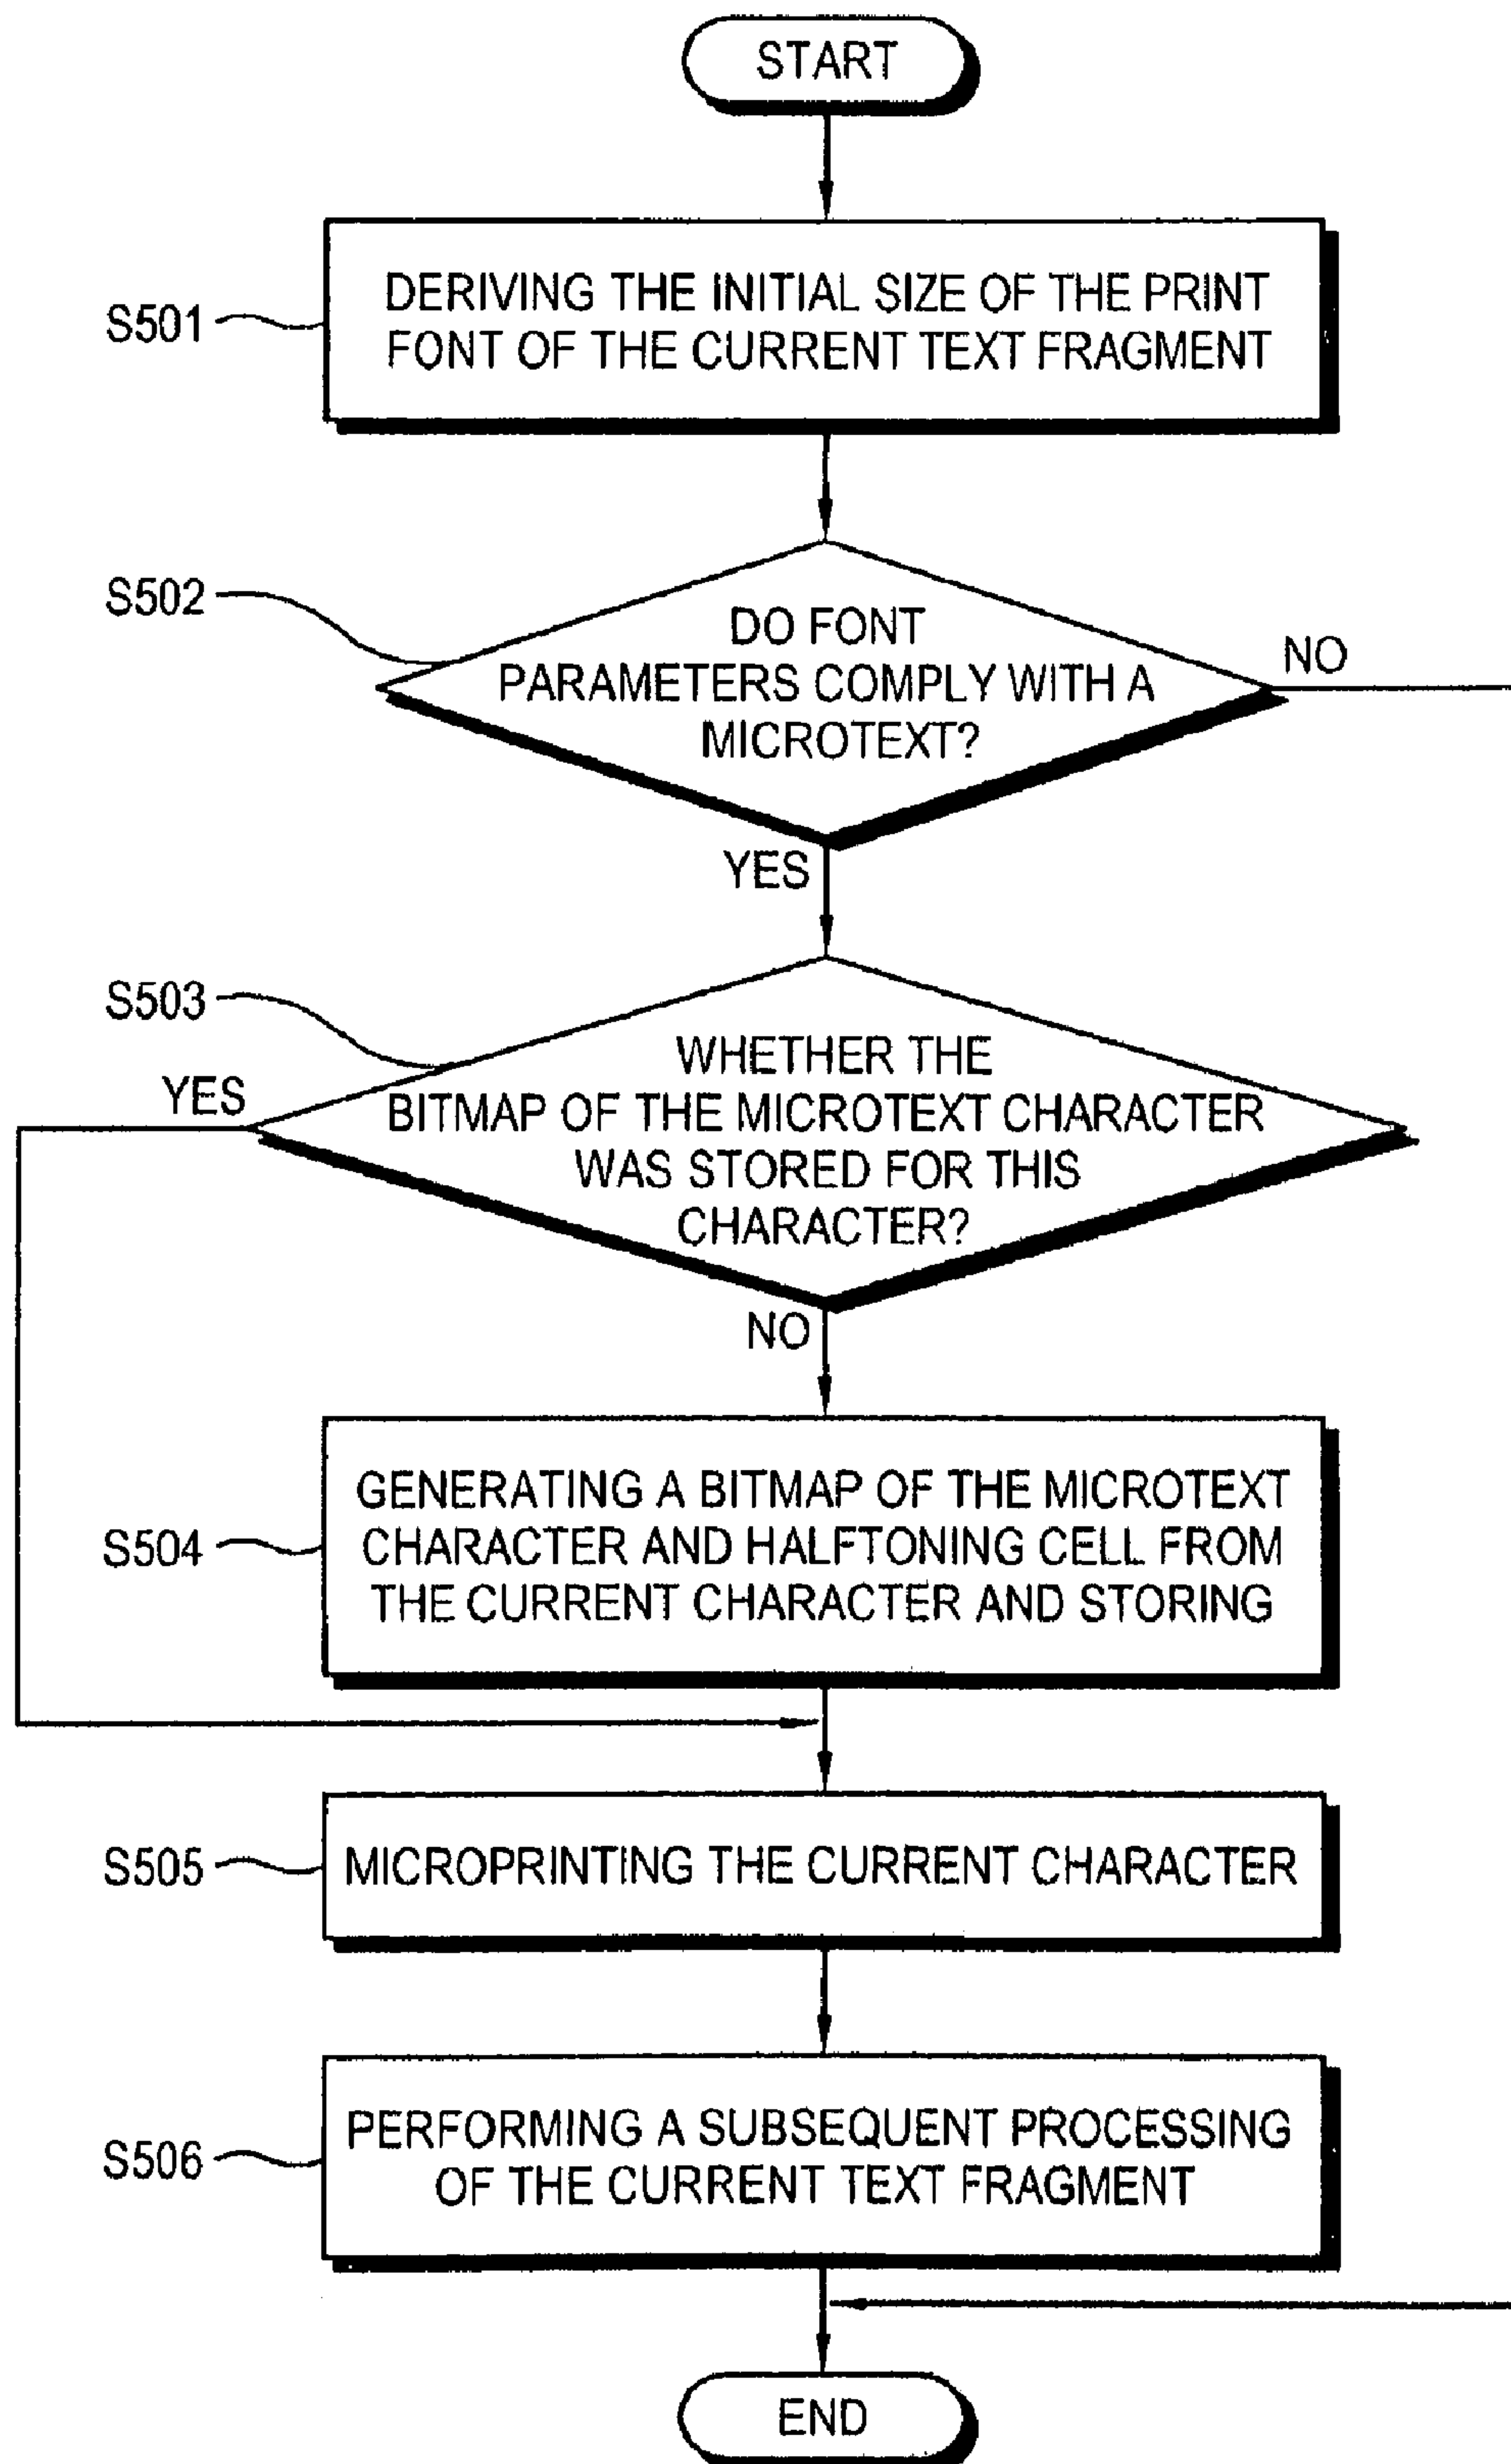 START
S501
DERIVING THE INITIAL SIZE OF THE PRINT
FONT OF THE CURRENT TEXT FRAGMENT
S502
DO FONT
PARAMETERS COMPLY WITH A
MICROTEXT?
NO
YES
S503
WHETHER THE
BITMAP OF THE MICROTEXT CHARACTER
WAS STORED FOR THIS
CHARACTER?
YES
NO
S504
GENERATING A BITMAP OF THE MICROTEXT
CHARACTER AND HALFTONING CELL FROM
THE CURRENT CHARACTER AND STORING
S505
MICROPRINTING THE CURRENT CHARACTER
S506
PERFORMING A SUBSEQUENT PROCESSING
OF THE CURRENT TEXT FRAGMENT
END